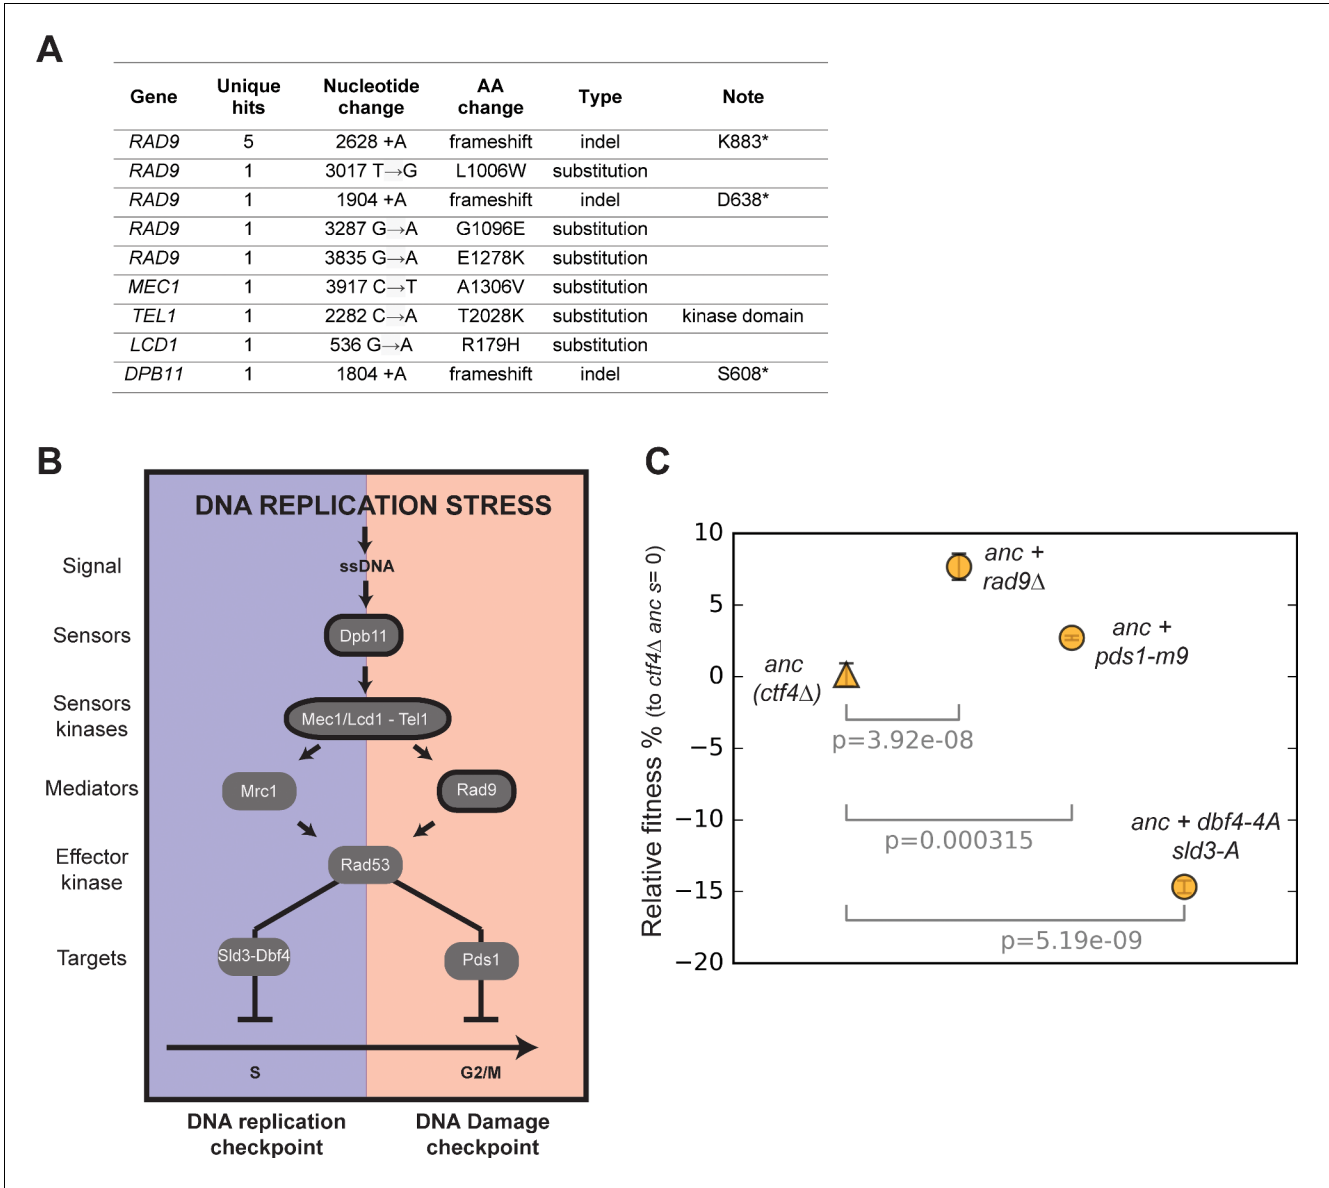 A
Gene Unique hits Nucleotide change AA change Type Note
RAD9 5 2628 +A frameshift indel K883*
RAD9 1 3017 T→G L1006W substitution
RAD9 1 1904 +A frameshift indel D638*
RAD9 1 3287 G→A G1096E substitution
RAD9 1 3835 G→A E1278K substitution
MEC1 1 3917 C→T A1306V substitution
TEL1 1 2282 C→A T2028K substitution kinase domain
LCD1 1 536 G→A R179H substitution
DPB11 1 1804 +A frameshift indel S608*
B
DNA REPLICATION STRESS
Signal
ssDNA
Sensors
Dpb11
Sensors
kinases
Mec1/Lcd1 - Tel1
Mediators
Mrc1
Rad9
Effector
kinase
Rad53
Targets
Sld3-Dbf4
Pds1
S
G2/M
DNA replication
checkpoint
DNA Damage
checkpoint
C
Relative fitness % (to ctf4Δ anc s= 0)
10
5
0
−5
−10
−15
−20
anc
(ctf4Δ)
anc +
rad9Δ
anc +
pds1-m9
anc + dbf4-4A
sld3-A
p=3.92e-08
p=0.000315
p=5.19e-09